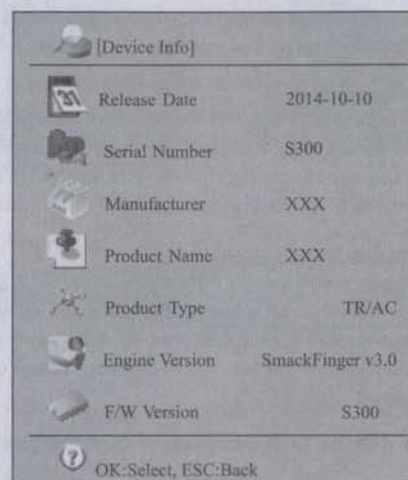 [Device Info]
Release Date 2014-10-10
Serial Number S300
Manufacturer XXX
Product Name XXX
Product Type TR/AC
Engine Version SmackFinger v3.0
F/W Version S300
OK:Select, ESC:Back